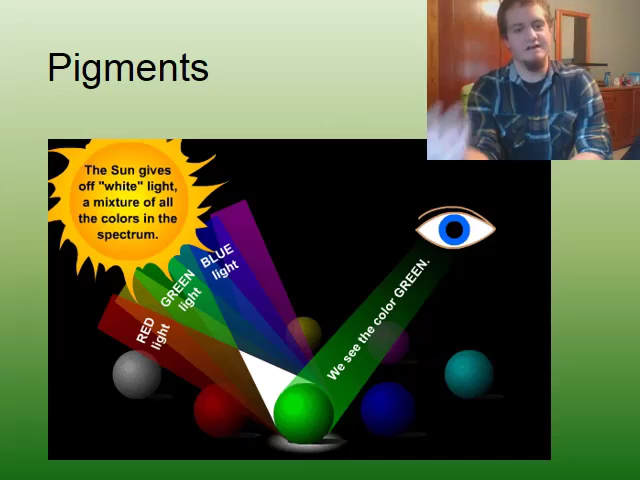 Pigments
The Sun gives
off "white" light,
a mixture of all
the colors in the
spectrum.
BLUE
light
GREEN
light
RED
light
We see the color GREEN.